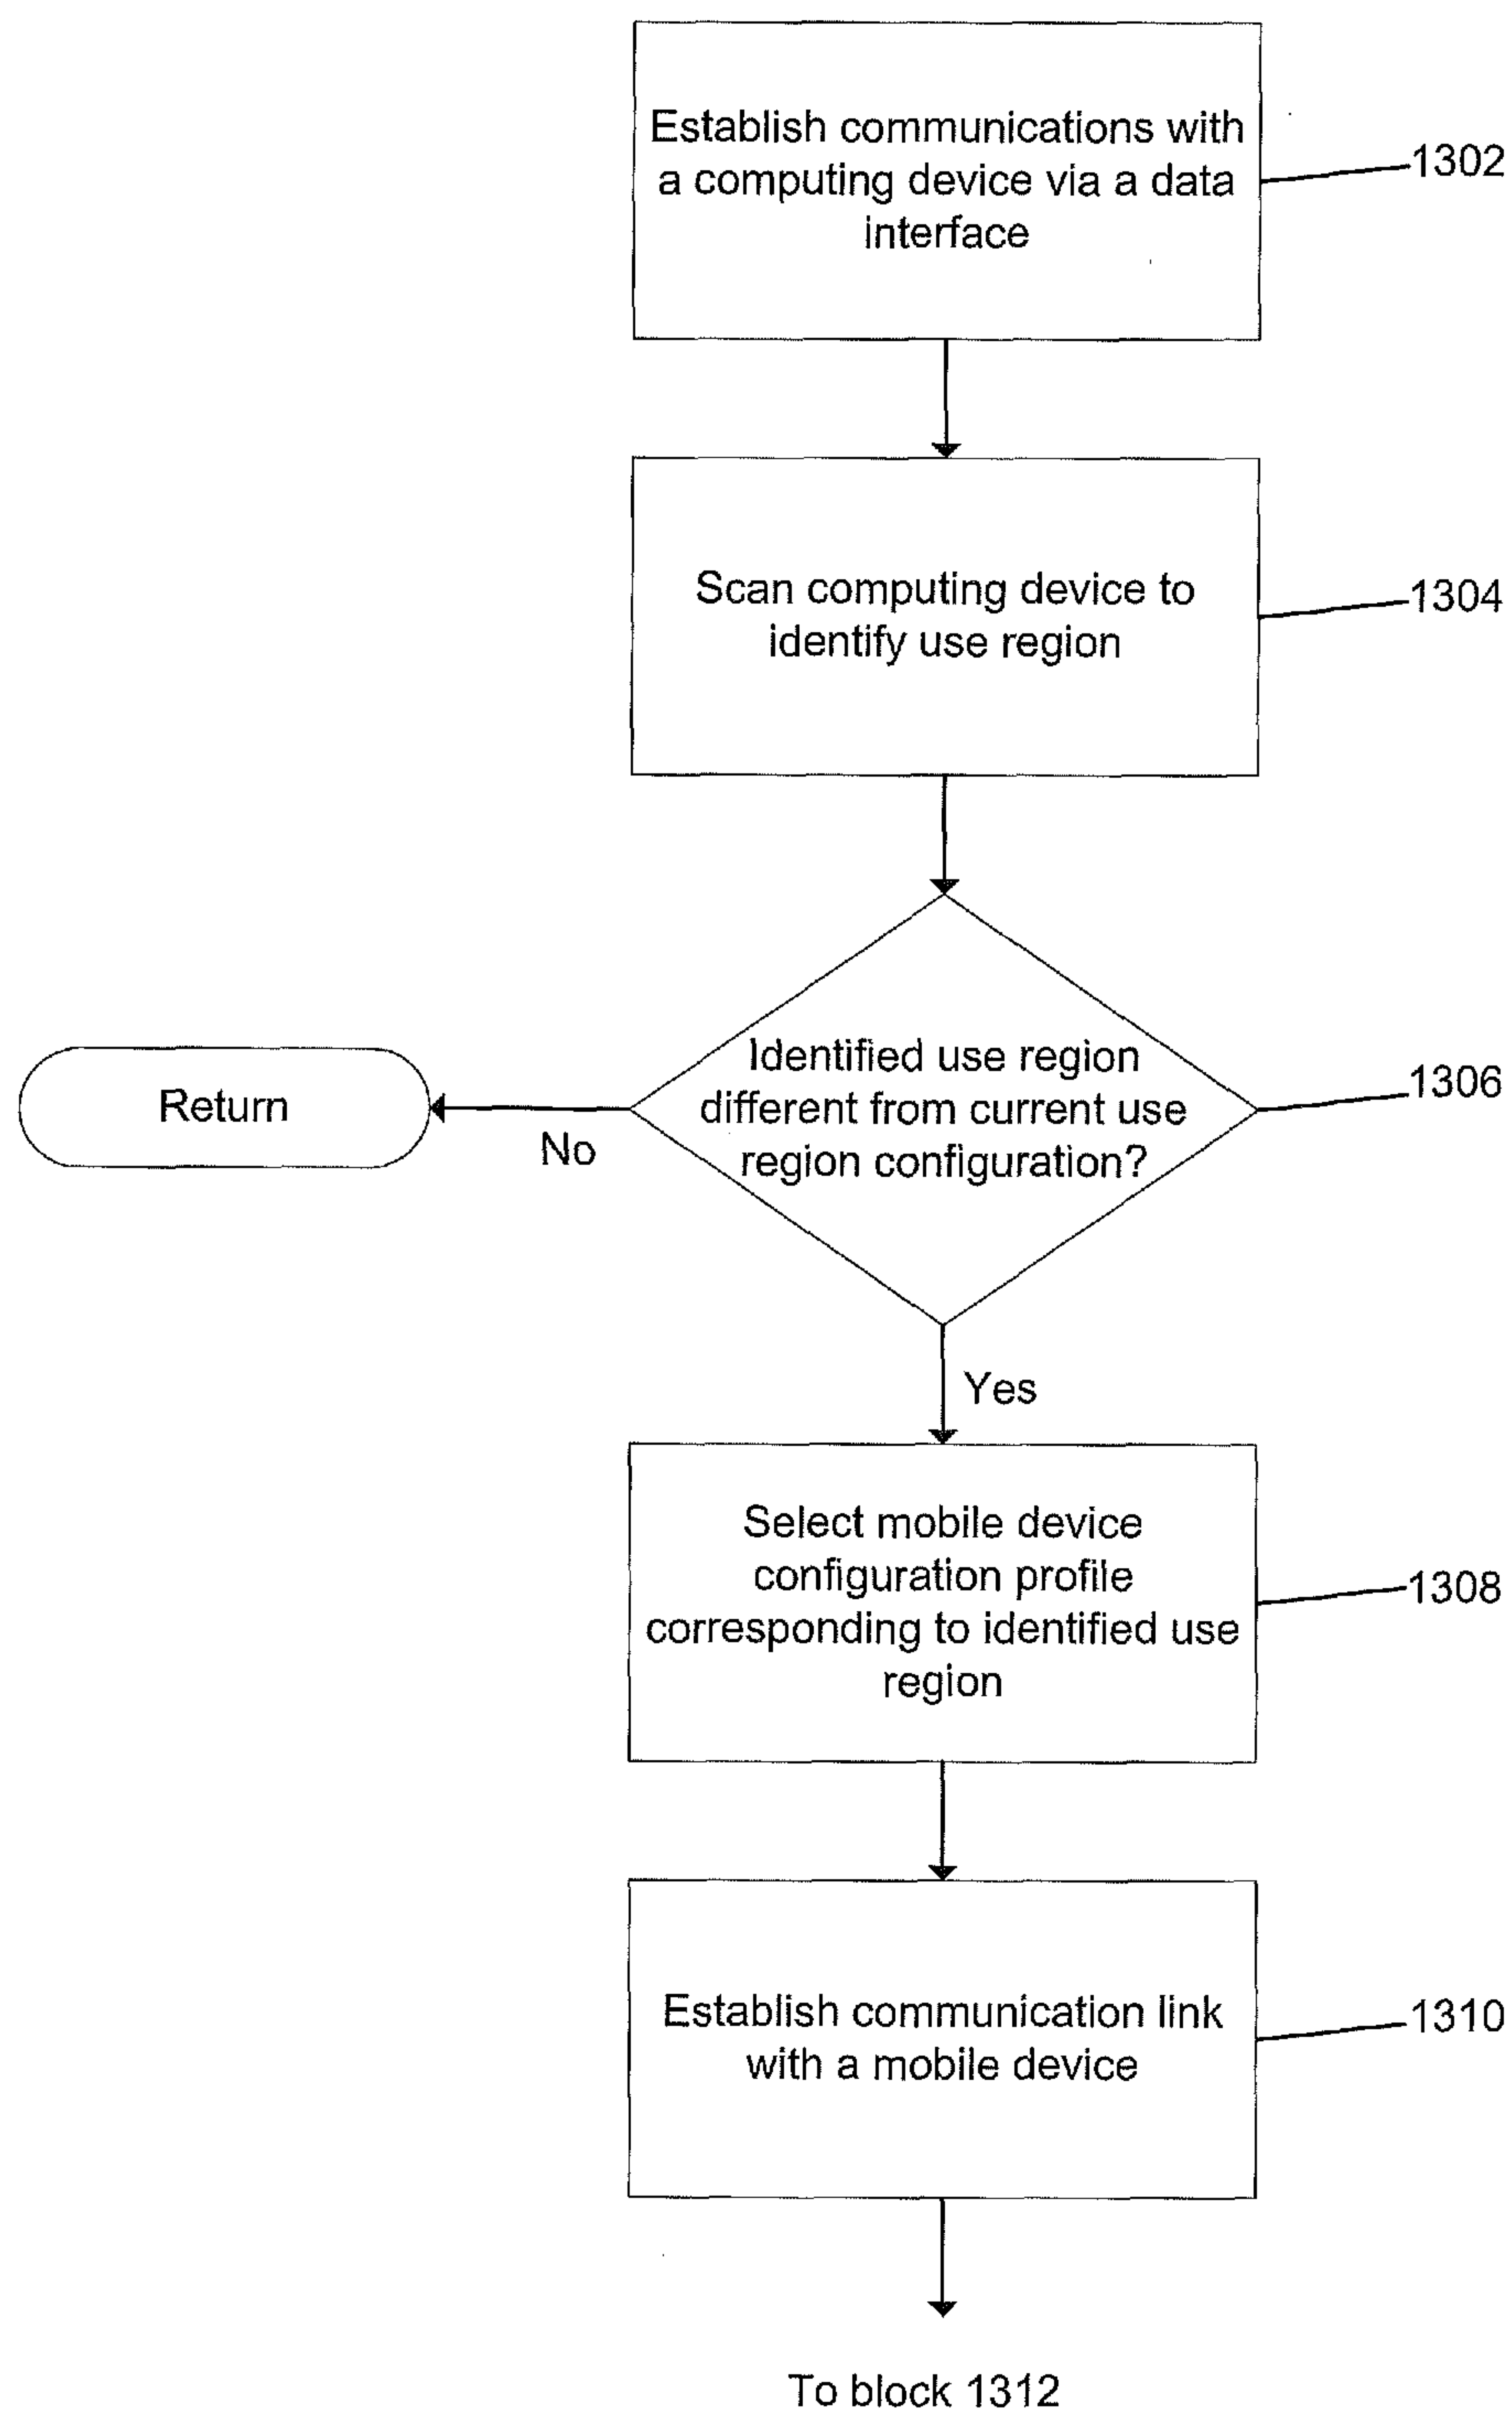 Establish communications with
a computing device via a data
interface
1302
Scan computing device to
identify use region
1304
Identified use region
different from current use
region configuration?
1306
Return
No
Yes
Select mobile device
configuration profile
corresponding to identified use
region
1308
Establish communication link
with a mobile device
1310
To block 1312